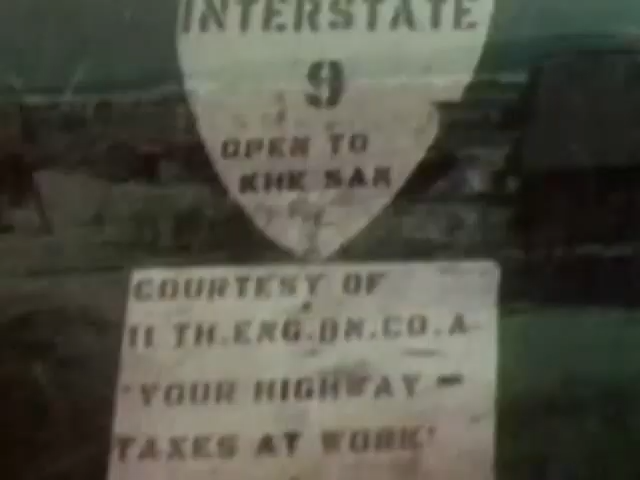 INTERSTATE
9
OPEN TO
KHE SAN
COURTESY OF
11 TH.ENG.BN.CO.A
"YOUR HIGHWAY
TAXES AT WORK"